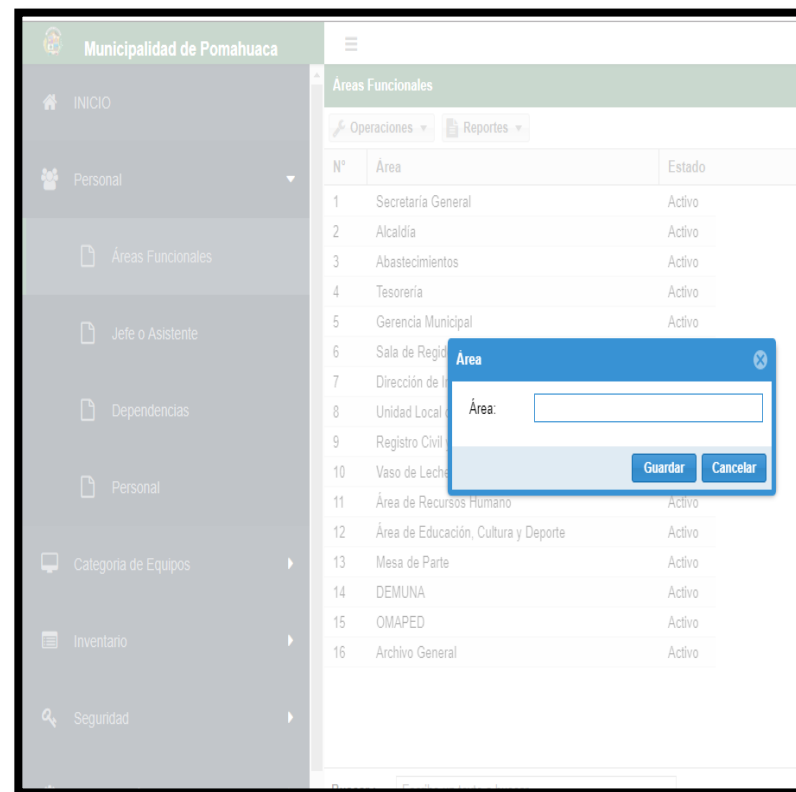 Municipalidad de Pomahuaca
INICIO
Personal
Áreas Funcionales
Jefe o Asistente
Dependencias
Personal
Categoria de Equipos
Inventario
Seguridad
Áreas Funcionales
Operaciones Reportes
N° Área Estado
1 Secretaría General Activo
2 Alcaldía Activo
3 Abastecimientos Activo
4 Tesorería Activo
5 Gerencia Municipal Activo
6 Sala de Regid
7 Dirección de
8 Unidad Local
9 Registro Civil
10 Vaso de Leche
11 Área de Recursos Humano Activo
12 Área de Educación, Cultura y Deporte Activo
13 Mesa de Parte Activo
14 DEMUNA Activo
15 OMAPED Activo
16 Archivo General Activo
Área
Área:
Guardar Cancelar